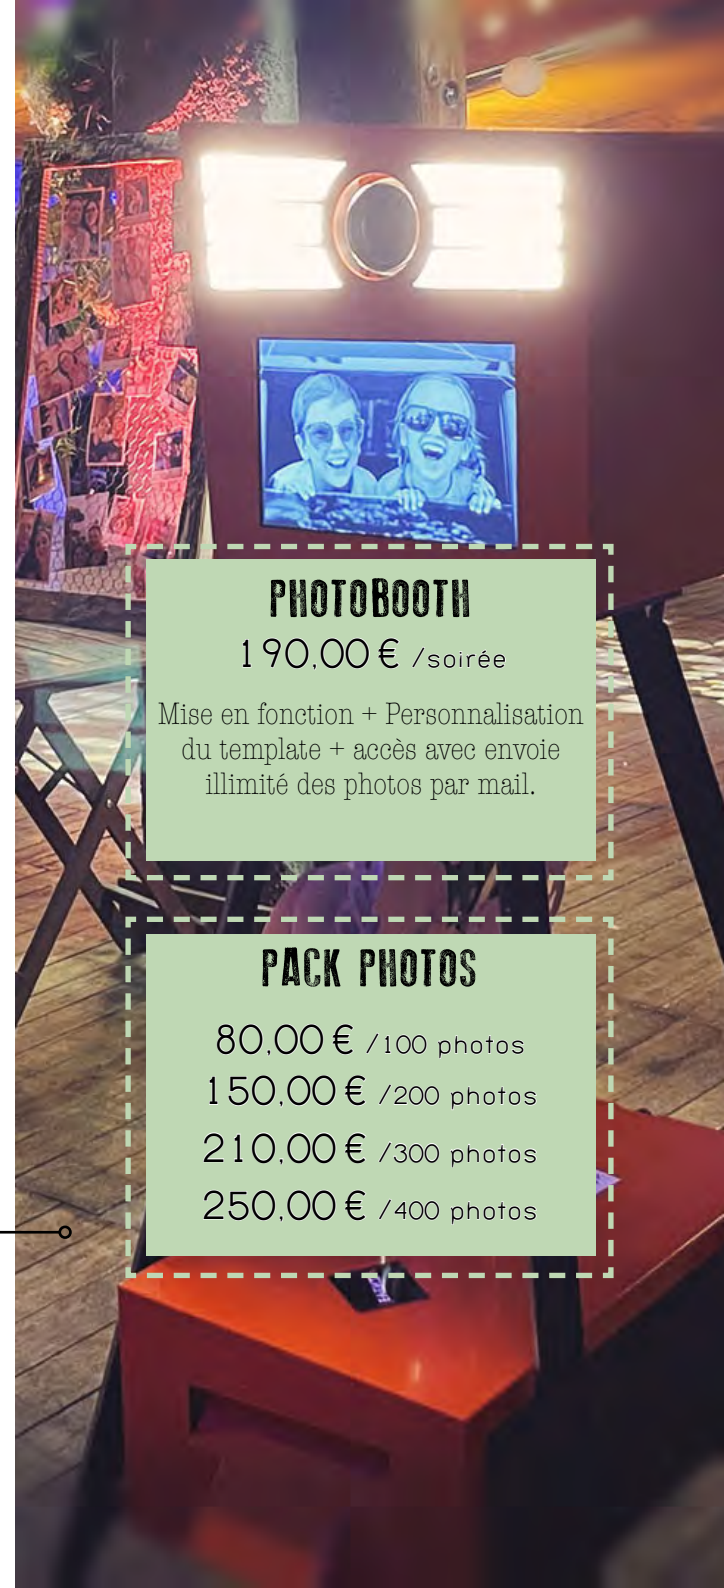 PHOTOBOOTH
190,00 € /soirée
Mise en fonction + Personnalisation
du template + accès avec envoie
illimité des photos par mail.
PACK PHOTOS
80,00 € /100 photos
150,00 € /200 photos
210,00 € /300 photos
250,00 € /400 photos